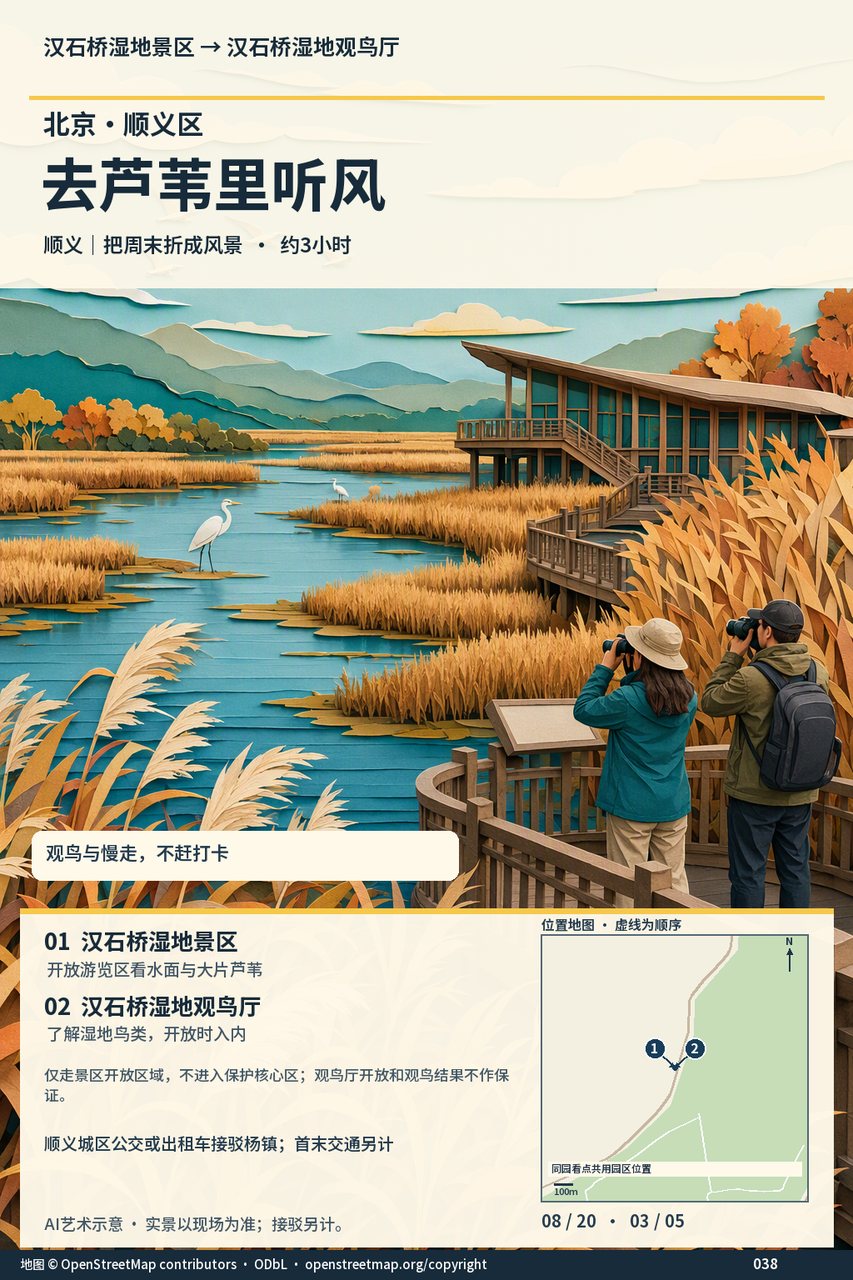 汉石桥湿地景区 → 汉石桥湿地观鸟厅
北京・顺义区
去芦苇里听风
顺义｜把周末折成风景 ・ 约3小时
观鸟与慢走，不赶打卡
01 汉石桥湿地景区
开放游览区看水面与大片芦苇
02 汉石桥湿地观鸟厅
了解湿地鸟类，开放时入内
仅走景区开放区域，不进入保护核心区；观鸟厅开放和观鸟结果不作保
证。
顺义城区公交或出租车接驳杨镇；首末交通另计
AI艺术示意・实景以现场为准；接驳另计。
位置地图・虚线为顺序
N
1 2
同园看点共用园区位置
100m
08 / 20 ・ 03 / 05
地图 © OpenStreetMap contributors・ODbL・openstreetmap.org/copyright
038